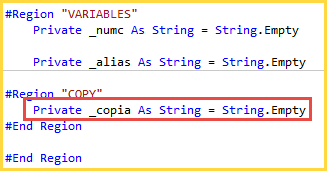 #Region "VARIABLES"
Private _numc As String = String.Empty
Private _alias As String = String.Empty
#Region "COPY"
Private _copia As String = String.Empty
#End Region
#End Region